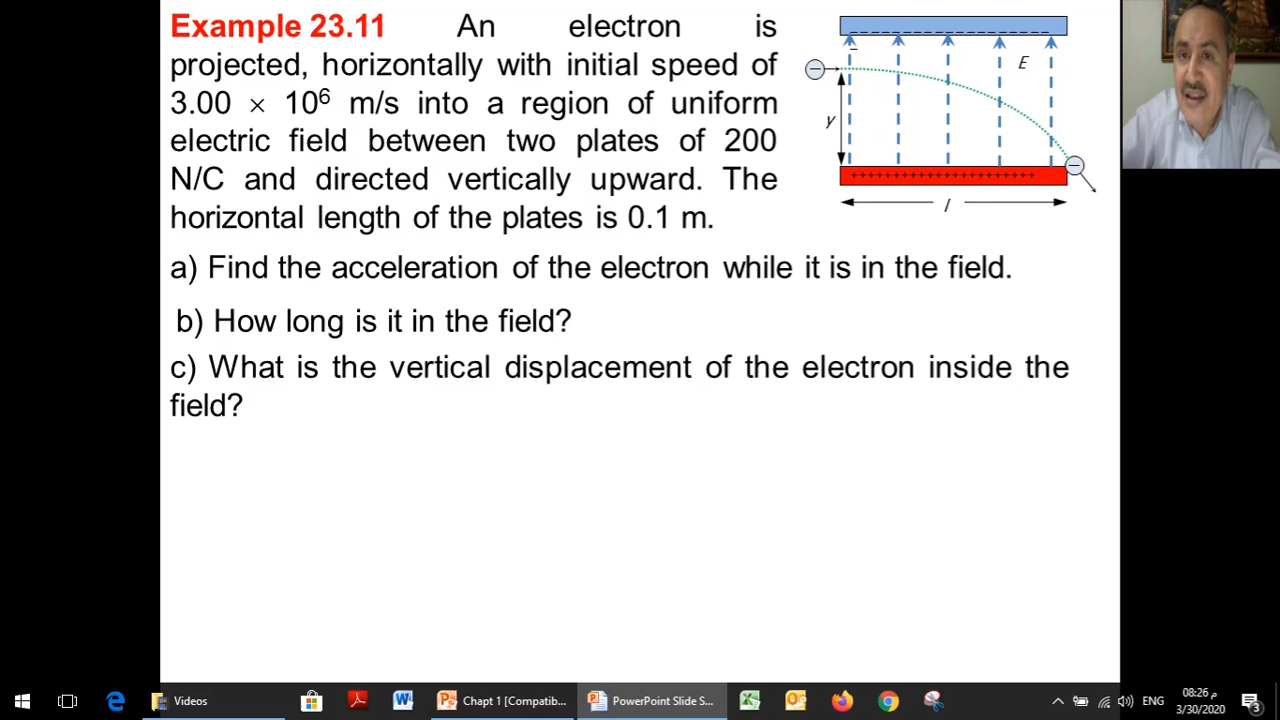 Example 23.11 An electron is
projected, horizontally with initial speed of
3.00 × 10⁶ m/s into a region of uniform
electric field between two plates of 200
N/C and directed vertically upward. The
horizontal length of the plates is 0.1 m.
a) Find the acceleration of the electron while it is in the field.
b) How long is it in the field?
c) What is the vertical displacement of the electron inside the
field?
E
y
l
Videos
Chapt 1 [Compatib...
PowerPoint Slide S...
ENG
08:26 م
3/30/2020
3